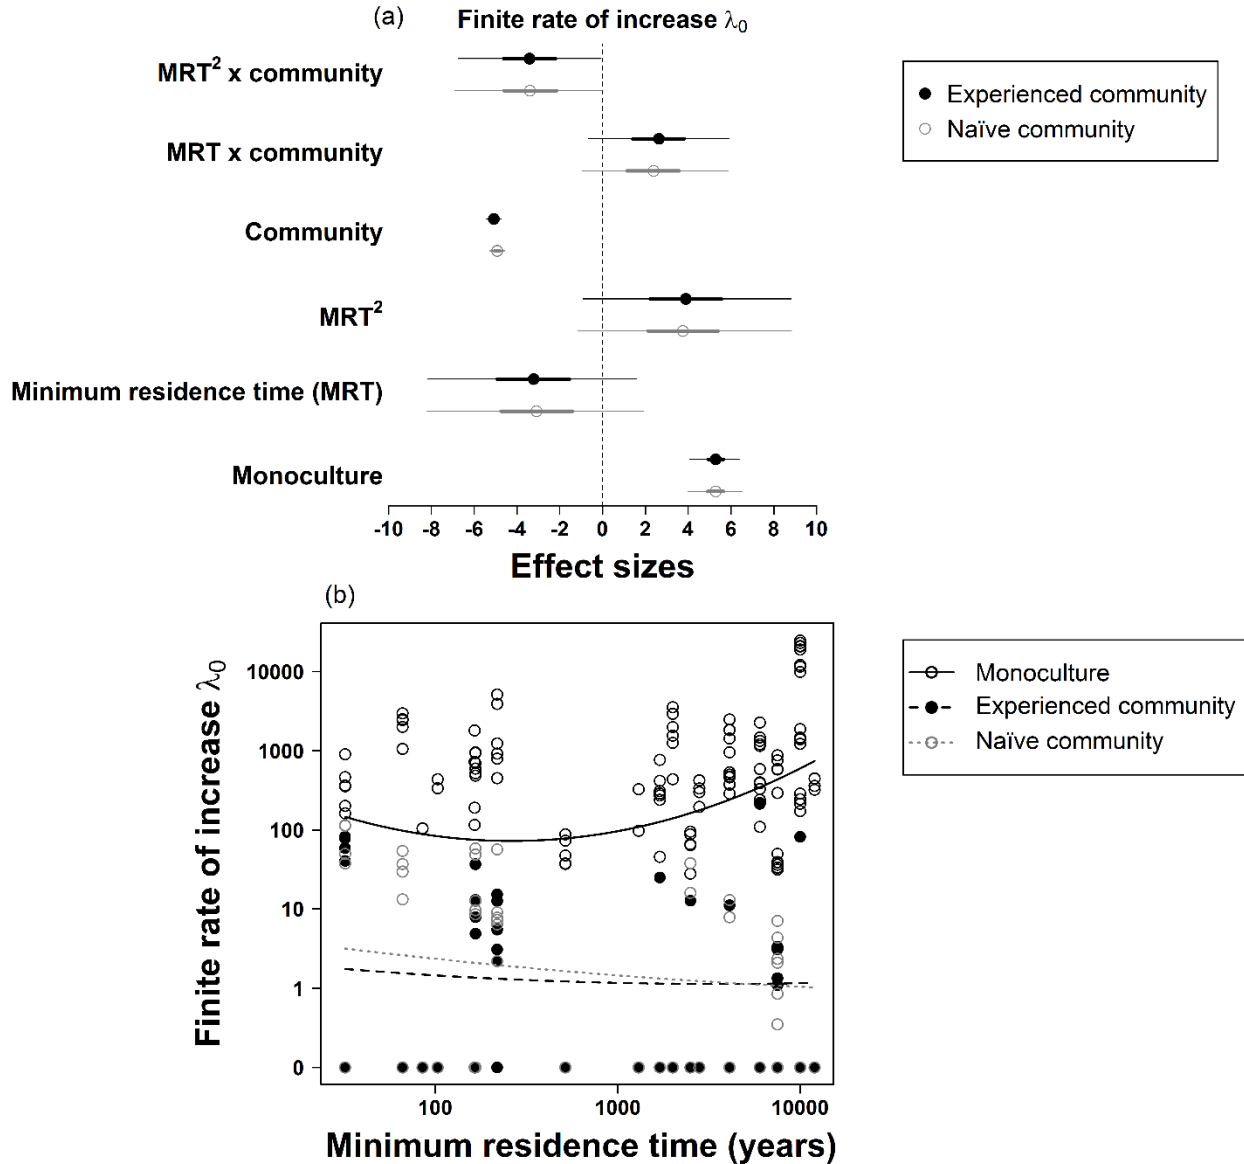 (a) Finite rate of increase λ0
MRT2 x community
MRT x community
Community
MRT2
Minimum residence time (MRT)
Monoculture
-10 -8 -6 -4 -2 0 2 4 6 8 10
Effect sizes
Experienced community
Naïve community
(b)
Finite rate of increase λ0
10000
1000
100
10
1
0
100 1000 10000
Minimum residence time (years)
Monoculture
Experienced community
Naïve community